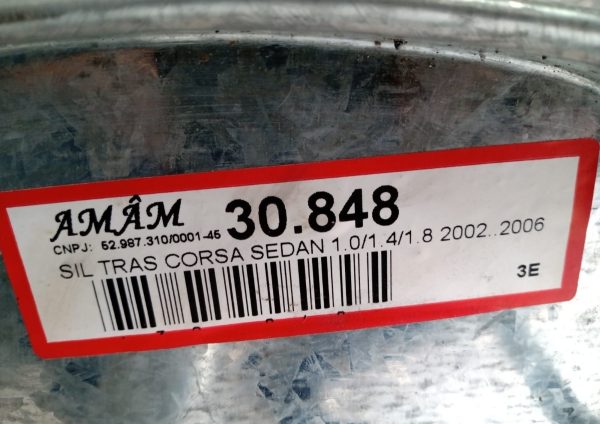 AMÂM 30.848
CNPJ: 52.987.310/0001-45
SIL TRAS CORSA SEDAN 1.0/1.4/1.8 2002..2006
3E